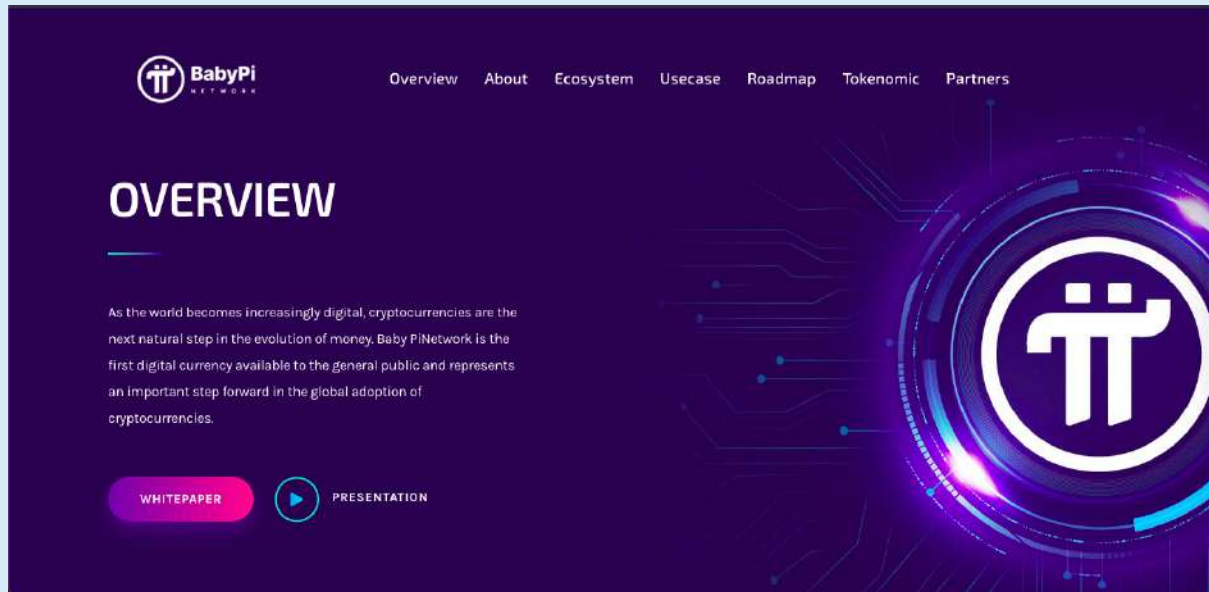 BabyPi
NETWORK
Overview About Ecosystem Usecase Roadmap Tokenomic Partners
OVERVIEW
As the world becomes increasingly digital, cryptocurrencies are the
next natural step in the evolution of money. Baby PiNetwork is the
first digital currency available to the general public and represents
an important step forward in the global adoption of
cryptocurrencies.
WHITEPAPER PRESENTATION